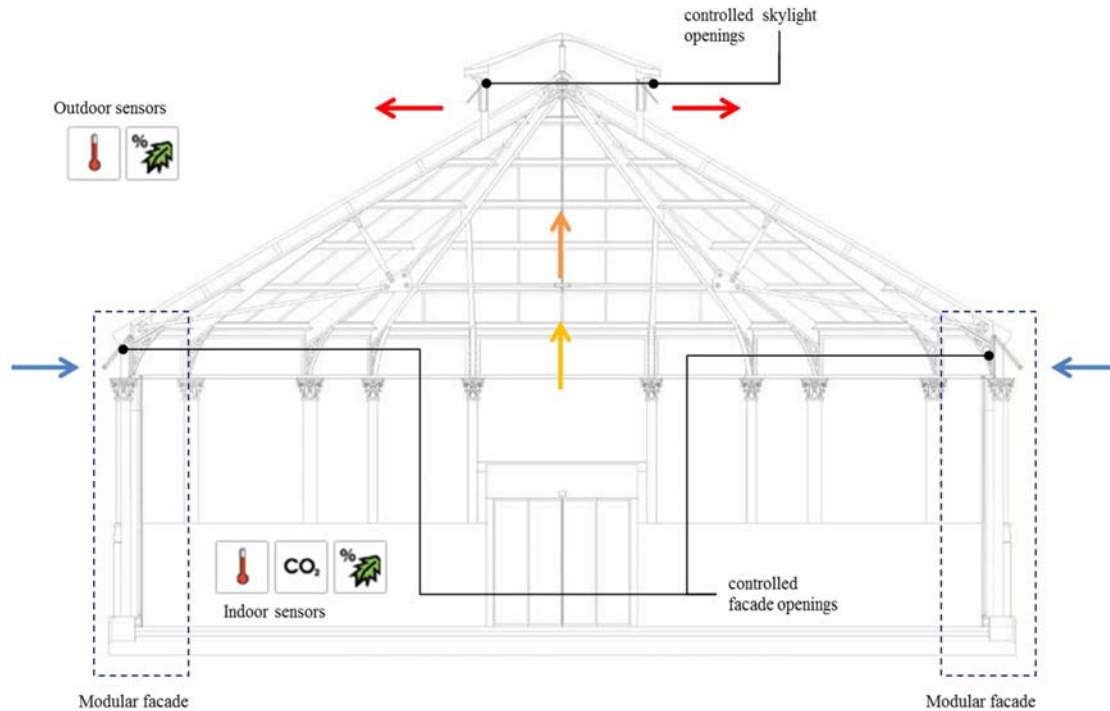 controlled skylight
openings
Outdoor sensors
%
CO₂
%
Indoor sensors
controlled
facade openings
Modular facade
Modular facade